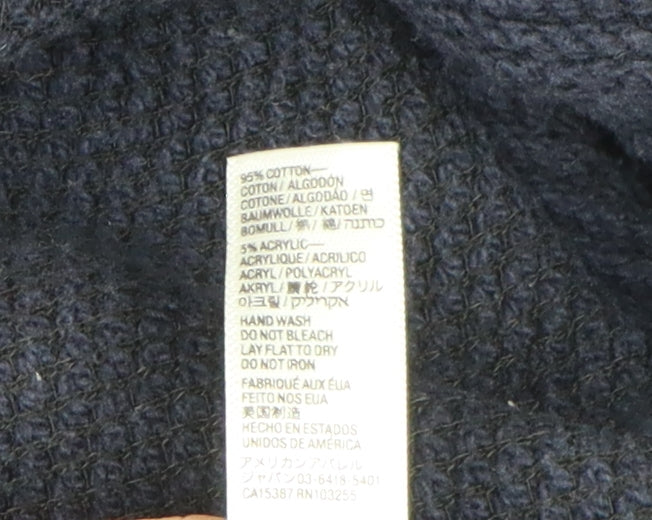 95% COTTON—
COTON / ALGODÓN
COTONE / ALGODÃO / 면
BAUMWOLLE / KATOEN
BOMULL / 綿 / 棉 / כותנה
5% ACRYLIC—
ACRYLIQUE / ACRÍLICO
ACRYL / POLYACRYL
AKRYL / 腈纶 / アクリル
아크릴 / אקריליק
HAND WASH
DO NOT BLEACH
LAY FLAT TO DRY
DO NOT IRON
FABRIQUÉ AUX ÉUA
FEITO NOS EUA
美国制造
HECHO EN ESTADOS
UNIDOS DE AMÉRICA
アメリカンアパレル
ジャパン 03-6418-5401
CA15387 RN103255